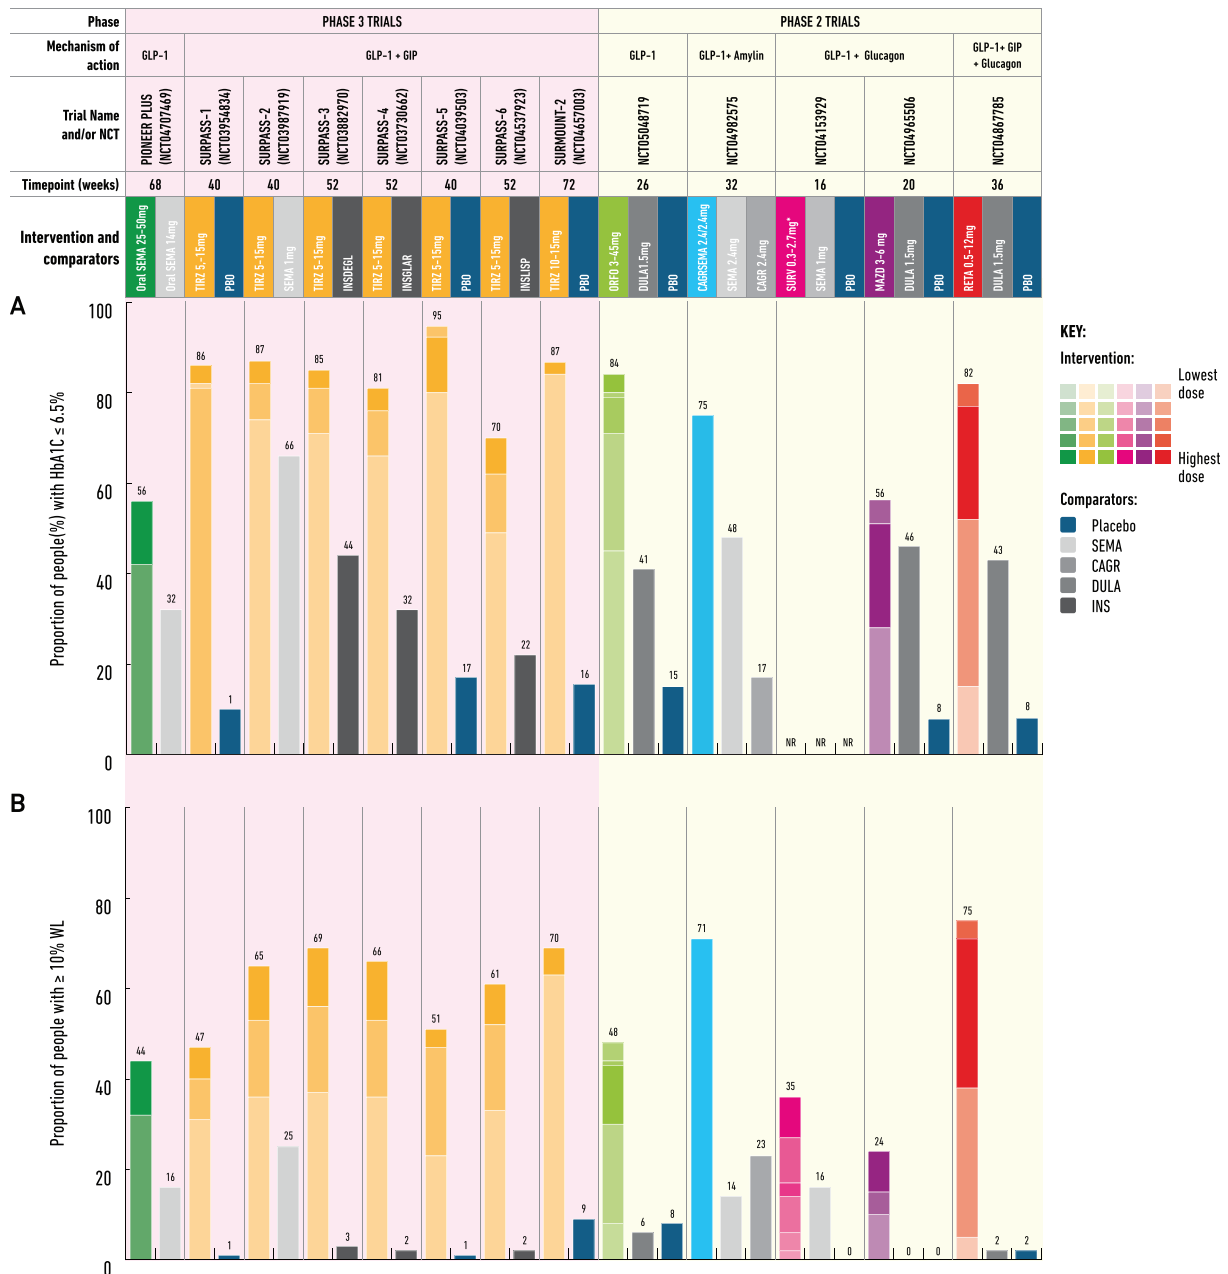 Phase
PHASE 3 TRIALS
PHASE 2 TRIALS
Mechanism of
action
GLP-1
GLP-1 + GIP
GLP-1
GLP-1+ Amylin
GLP-1 + Glucagon
GLP-1+ GIP
+ Glucagon
Trial Name
and/or NCT
PIONEER PLUS
(NCT04707469)
SURPASS-1
(NCT03954834)
SURPASS-2
(NCT03987919)
SURPASS-3
(NCT03882970)
SURPASS-4
(NCT03730662)
SURPASS-5
(NCT04039503)
SURPASS-6
(NCT04537923)
SURMOUNT-2
(NCT04657003)
NCT05048719
NCT04982575
NCT04153929
NCT04965506
NCT04867785
Timepoint (weeks)
68
40
40
52
52
40
52
72
26
32
16
20
36
Intervention and
comparators
Oral SEMA 25-50mg
Oral SEMA 14mg
TIRZ 5.-15mg
PBO
TIRZ 5-15mg
SEMA 1mg
TIRZ 5-15mg
INSDEGL
TIRZ 5-15mg
INSGLAR
TIRZ 5-15mg
PBO
TIRZ 5-15mg
INSLISP
TIRZ 10-15mg
PBO
ORFO 3-45mg
DULA1.5mg
PBO
CAGRSEMA 2.4/2.4mg
SEMA 2.4mg
CAGR 2.4mg
SURV 0.3-2.7mg*
SEMA 1mg
PBO
MAZD 3-6 mg
DULA 1.5mg
PBO
RETA 0.5-12mg
DULA 1.5mg
PBO
A
Proportion of people(%) with HbA1C ≤ 6.5%
100
80
60
40
20
0
56
32
86
1
87
66
85
44
81
32
95
17
70
22
87
16
84
41
15
75
48
17
NR
NR
NR
56
46
8
82
43
8
KEY:
Intervention:
Lowest
dose
Highest
dose
Comparators:
Placebo
SEMA
CAGR
DULA
INS
B
Proportion of people with ≥ 10% WL
100
80
60
40
20
0
44
16
47
1
65
25
69
3
66
2
51
1
61
2
70
9
48
6
8
71
14
23
35
16
0
24
0
0
75
2
2